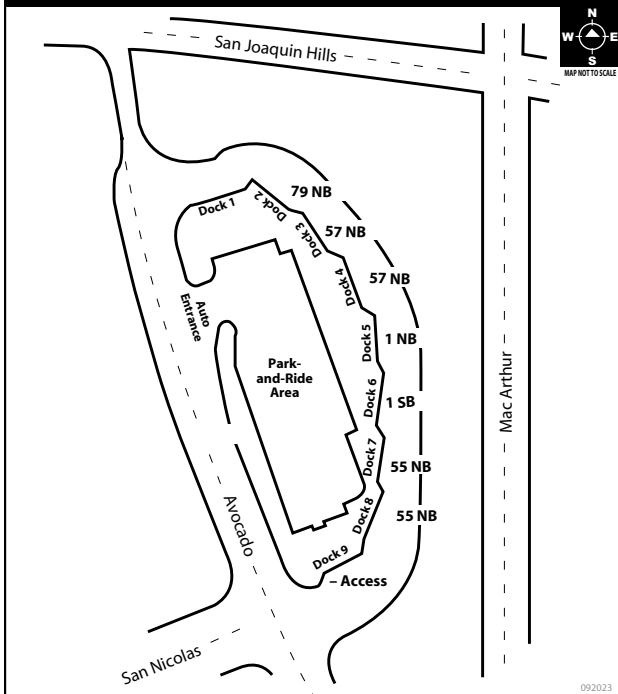 N
W E
S
MAP NOT TO SCALE
San Joaquin Hills
79 NB
Dock 1
Dock 2
57 NB
Dock 3
57 NB
Dock 4
Auto
Entrance
1 NB
Dock 5
Park-
and-Ride
Area
Mac Arthur
1 SB
Dock 6
55 NB
Dock 7
Avocado
55 NB
Dock 8
Dock 9
– Access
San Nicolas
092023